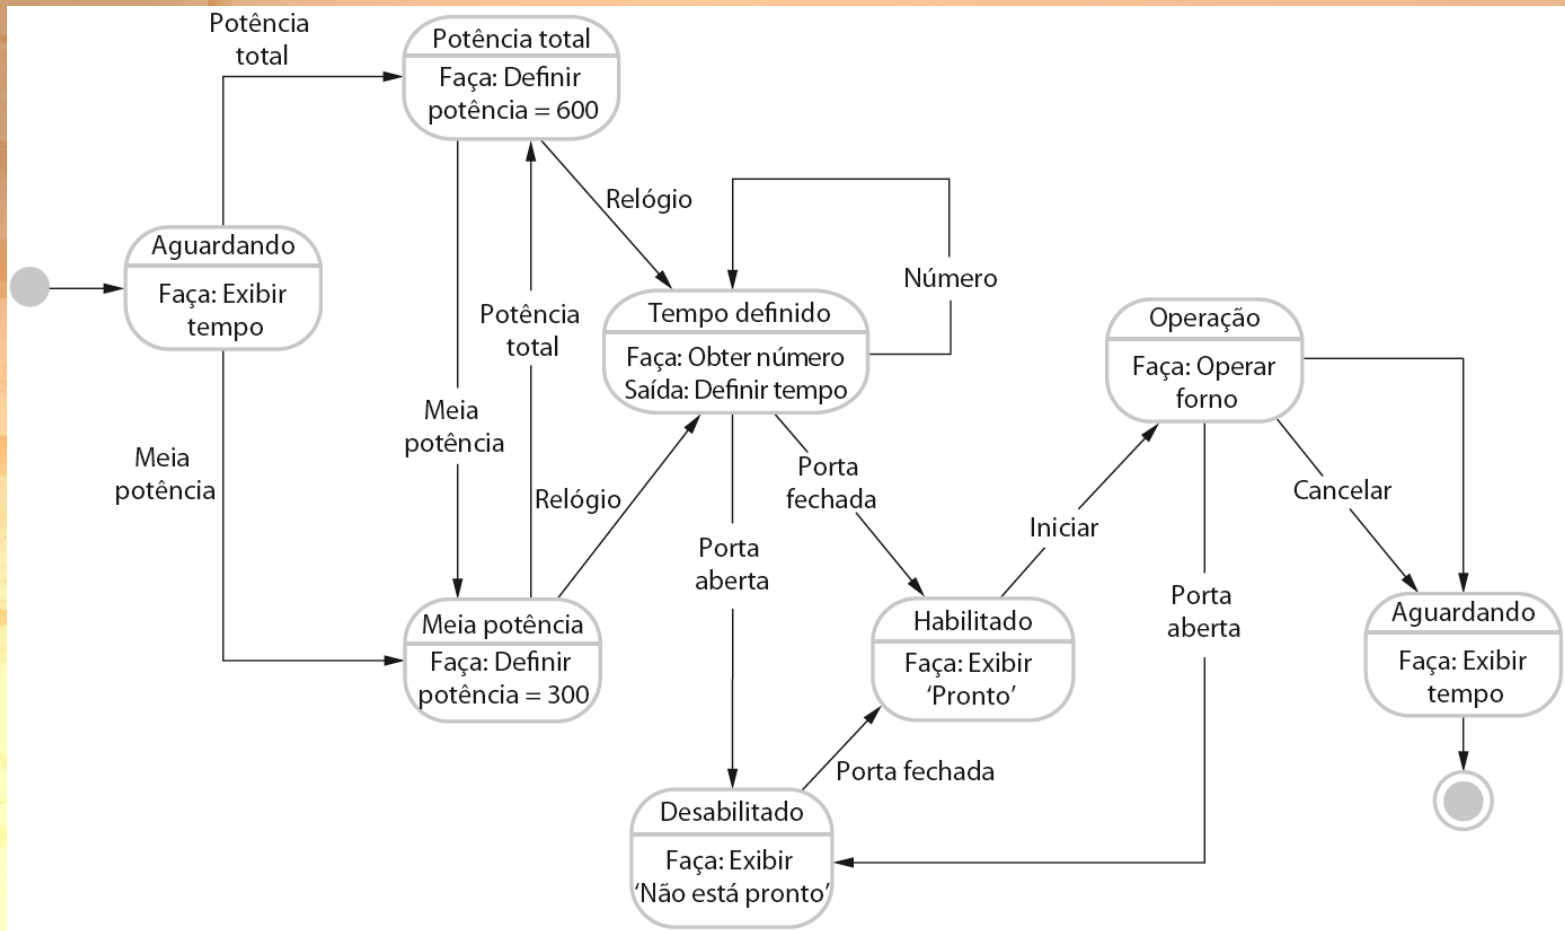 Potência
total
Potência total
Faça: Definir
potência = 600
Relógio
Aguardando
Faça: Exibir
tempo
Número
Potência
total
Tempo definido
Faça: Obter número
Saída: Definir tempo
Operação
Faça: Operar
forno
Meia
potência
Meia
potência
Relógio
Porta
fechada
Cancelar
Iniciar
Porta
aberta
Porta
aberta
Meia potência
Faça: Definir
potência = 300
Habilitado
Faça: Exibir
‘Pronto’
Aguardando
Faça: Exibir
tempo
Porta fechada
Desabilitado
Faça: Exibir
‘Não está pronto’